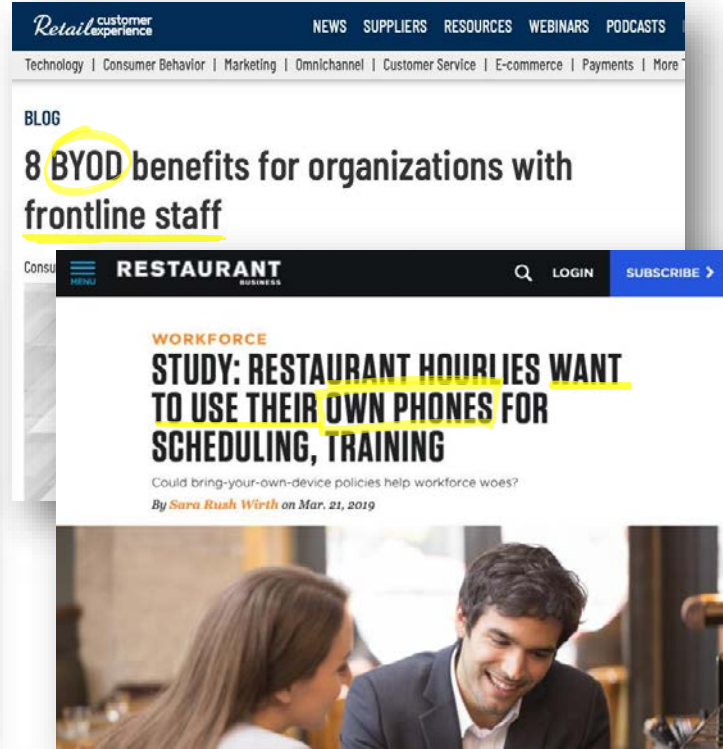 Retail customer experience
NEWS SUPPLIERS RESOURCES WEBINARS PODCASTS
Technology | Consumer Behavior | Marketing | Omnichannel | Customer Service | E-commerce | Payments | More
BLOG
8 BYOD benefits for organizations with
frontline staff
Consu
MENU
RESTAURANT
BUSINESS
LOGIN
SUBSCRIBE >
WORKFORCE
STUDY: RESTAURANT HOURLIES WANT
TO USE THEIR OWN PHONES FOR
SCHEDULING, TRAINING
Could bring-your-own-device policies help workforce woes?
By Sara Rush Wirth on Mar. 21, 2019